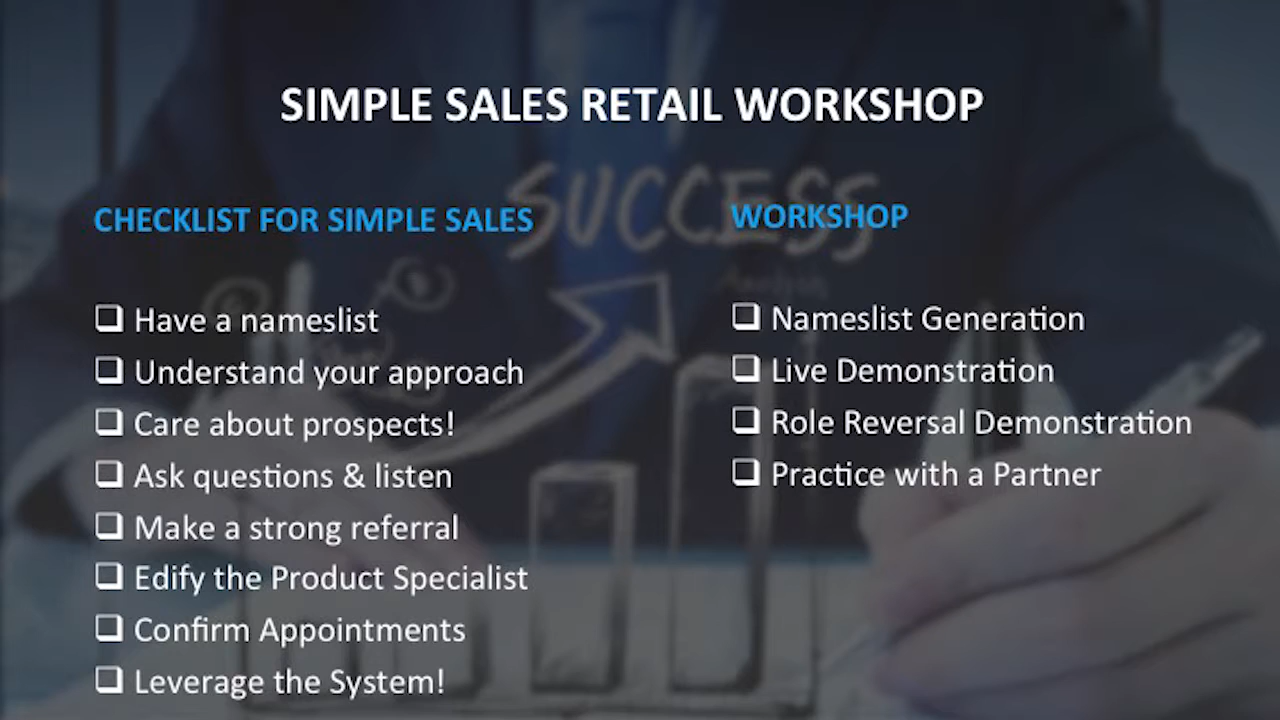 SIMPLE SALES RETAIL WORKSHOP
SUCCESS
Analysis
CHECKLIST FOR SIMPLE SALES
❑ Have a nameslist
❑ Understand your approach
❑ Care about prospects!
❑ Ask questions & listen
❑ Make a strong referral
❑ Edify the Product Specialist
❑ Confirm Appointments
❑ Leverage the System!
WORKSHOP
❑ Nameslist Generation
❑ Live Demonstration
❑ Role Reversal Demonstration
❑ Practice with a Partner